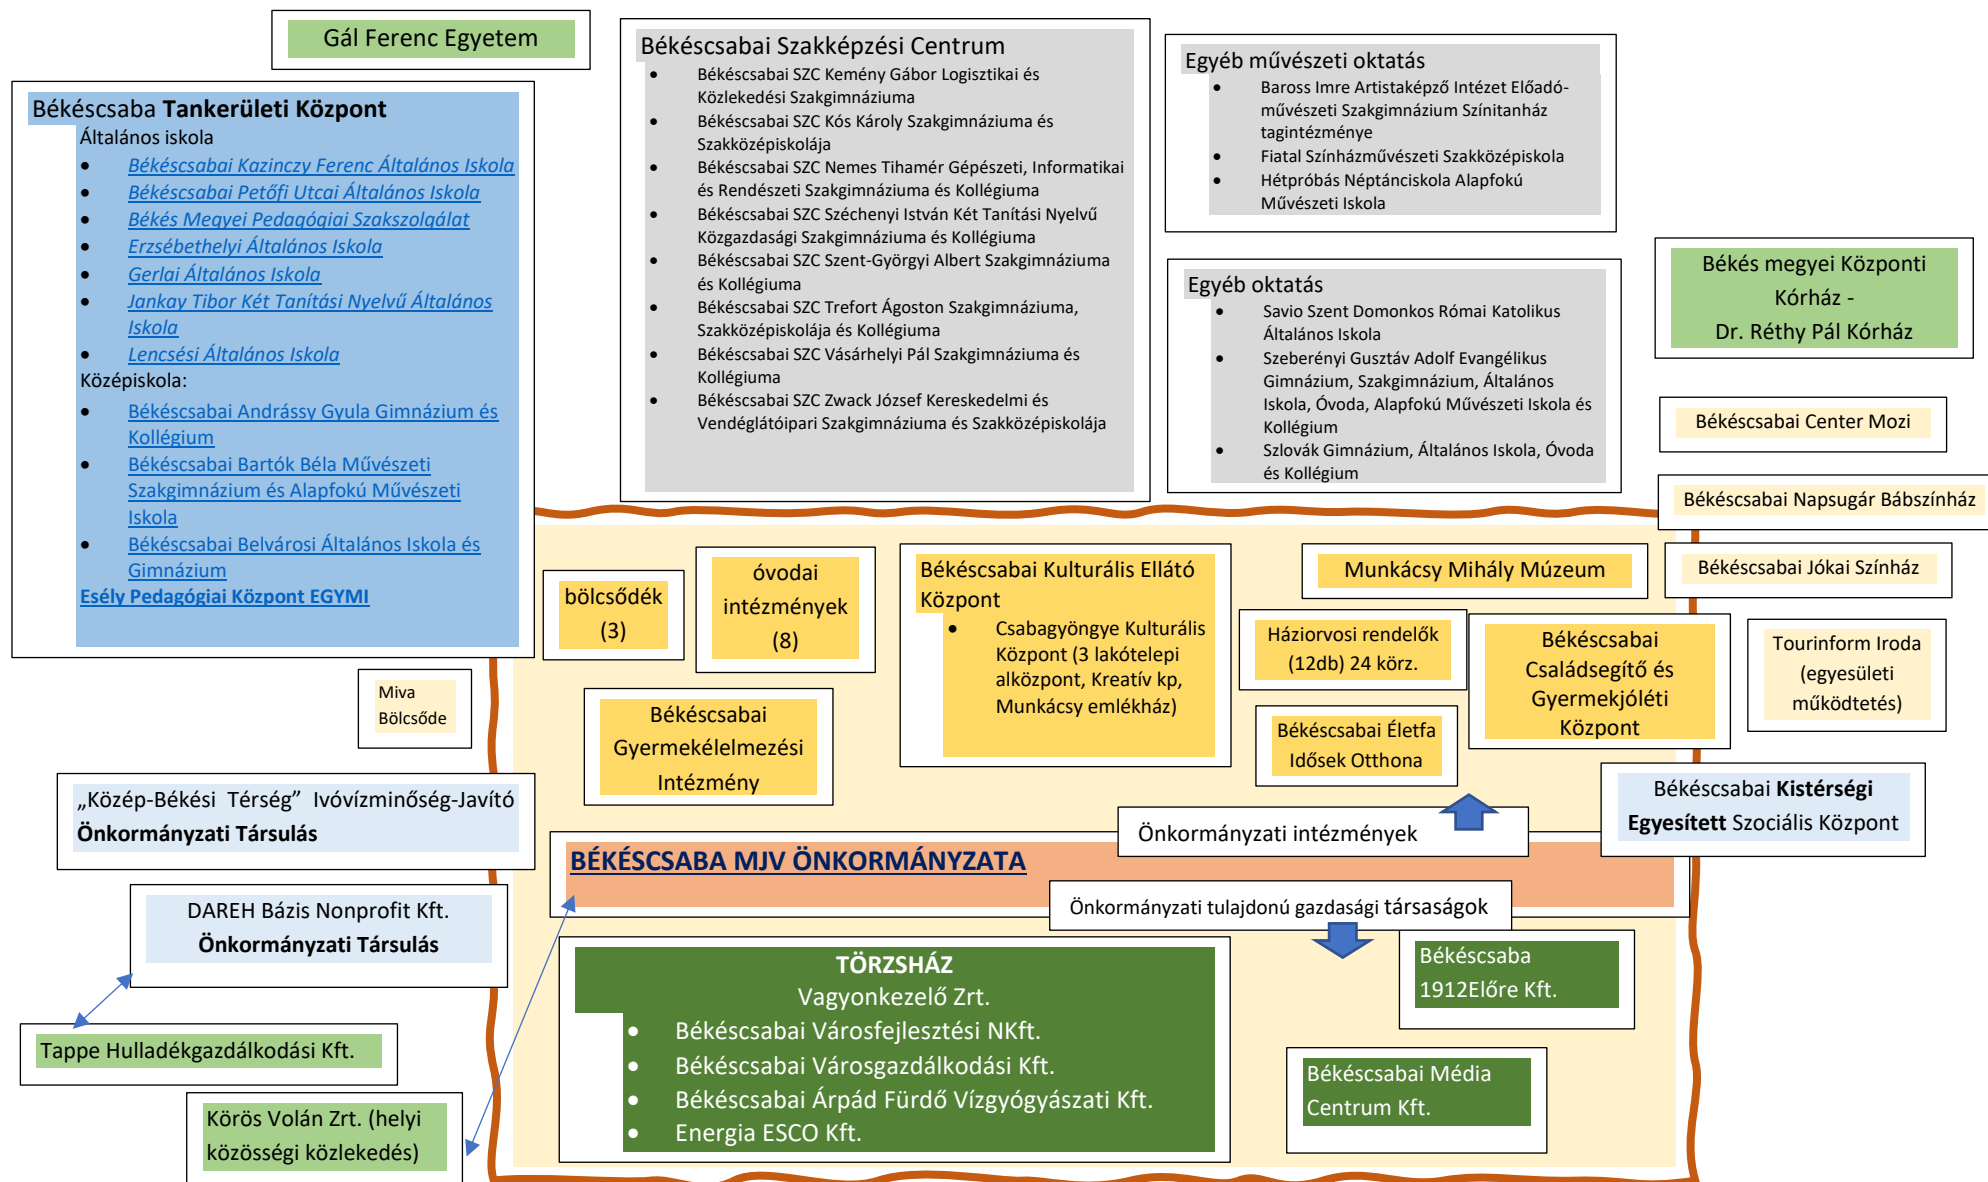 Gál Ferenc Egyetem
Békéscsaba Tankerületi Központ
Általános iskola
• Békéscsabai Kazinczy Ferenc Általános Iskola
• Békéscsabai Petőfi Utcai Általános Iskola
• Békés Megyei Pedagógiai Szakszolgálat
• Erzsébethelyi Általános Iskola
• Gerlai Általános Iskola
• Jankay Tibor Két Tanítási Nyelvű Általános
Iskola
• Lencsési Általános Iskola
Középiskola:
• Békéscsabai Andrássy Gyula Gimnázium és
Kollégium
• Békéscsabai Bartók Béla Művészeti
Szakgimnázium és Alapfokú Művészeti
Iskola
• Békéscsabai Belvárosi Általános Iskola és
Gimnázium
Esély Pedagógiai Központ EGYMI
Békéscsabai Szakképzési Centrum
• Békéscsabai SZC Kemény Gábor Logisztikai és
Közlekedési Szakgimnáziuma
• Békéscsabai SZC Kós Károly Szakgimnáziuma és
Szakközépiskolája
• Békéscsabai SZC Nemes Tihamér Gépészeti, Informatikai
és Rendészeti Szakgimnáziuma és Kollégiuma
• Békéscsabai SZC Széchenyi István Két Tanítási Nyelvű
Közgazdasági Szakgimnáziuma és Kollégiuma
• Békéscsabai SZC Szent-Györgyi Albert Szakgimnáziuma
és Kollégiuma
• Békéscsabai SZC Trefort Ágoston Szakgimnáziuma,
Szakközépiskolája és Kollégiuma
• Békéscsabai SZC Vásárhelyi Pál Szakgimnáziuma és
Kollégiuma
• Békéscsabai SZC Zwack József Kereskedelmi és
Vendéglátóipari Szakgimnáziuma és Szakközépiskolája
Egyéb művészeti oktatás
• Baross Imre Artistaképző Intézet Előadó-
művészeti Szakgimnázium Színitanház
tagintézménye
• Fiatal Színházművészeti Szakközépiskola
• Hétpróbás Néptánciskola Alapfokú
Művészeti Iskola
Egyéb oktatás
• Savio Szent Domonkos Római Katolikus
Általános Iskola
• Szeberényi Gusztáv Adolf Evangélikus
Gimnázium, Szakgimnázium, Általános
Iskola, Óvoda, Alapfokú Művészeti Iskola és
Kollégium
• Szlovák Gimnázium, Általános Iskola, Óvoda
és Kollégium
Békés megyei Központi
Kórház -
Dr. Réthy Pál Kórház
Békéscsabai Center Mozi
Békéscsabai Napsugár Bábszínház
Békéscsabai Jókai Színház
Tourinform Iroda
(egyesületi
működtetés)
bölcsődék
(3)
óvodai
intézmények
(8)
Békéscsabai Kulturális Ellátó
Központ
• Csabagyöngye Kulturális
Központ (3 lakótelepi
alközpont, Kreatív kp,
Munkácsy emlékház)
Munkácsy Mihály Múzeum
Háziorvosi rendelők
(12db) 24 körz.
Békéscsabai
Családsegítő és
Gyermekjóléti
Központ
Miva
Bölcsőde
Békéscsabai
Gyermekélelmezési
Intézmény
Békéscsabai Életfa
Idősek Otthona
„Közép-Békési Térség” Ivóvízminőség-Javító
Önkormányzati Társulás
Békéscsabai Kistérségi
Egyesített Szociális Központ
Önkormányzati intézmények
BÉKÉSCSABA MJV ÖNKORMÁNYZATA
Önkormányzati tulajdonú gazdasági társaságok
DAREH Bázis Nonprofit Kft.
Önkormányzati Társulás
Tappe Hulladékgazdálkodási Kft.
Körös Volán Zrt. (helyi
közösségi közlekedés)
TÖRZSHÁZ
Vagyonkezelő Zrt.
• Békéscsabai Városfejlesztési NKft.
• Békéscsabai Városgazdálkodási Kft.
• Békéscsabai Árpád Fürdő Vízgyógyászati Kft.
• Energia ESCO Kft.
Békéscsaba
1912Előre Kft.
Békéscsabai Média
Centrum Kft.